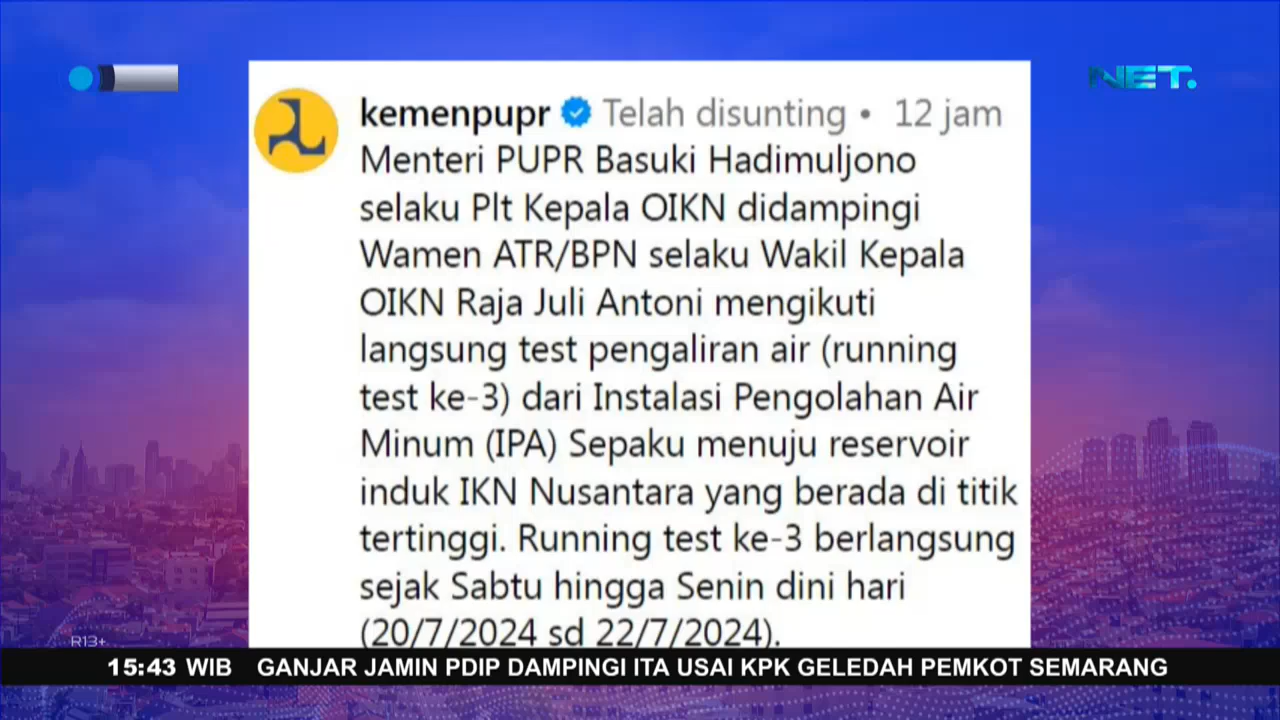 NET.
kemenpupr Telah disunting • 12 jam
Menteri PUPR Basuki Hadimuljono
selaku Plt Kepala OIKN didampingi
Wamen ATR/BPN selaku Wakil Kepala
OIKN Raja Juli Antoni mengikuti
langsung test pengaliran air (running
test ke-3) dari Instalasi Pengolahan Air
Minum (IPA) Sepaku menuju reservoir
induk IKN Nusantara yang berada di titik
tertinggi. Running test ke-3 berlangsung
sejak Sabtu hingga Senin dini hari
(20/7/2024 sd 22/7/2024).
R13+
15:43 WIB GANJAR JAMIN PDIP DAMPINGI ITA USAI KPK GELEDAH PEMKOT SEMARANG